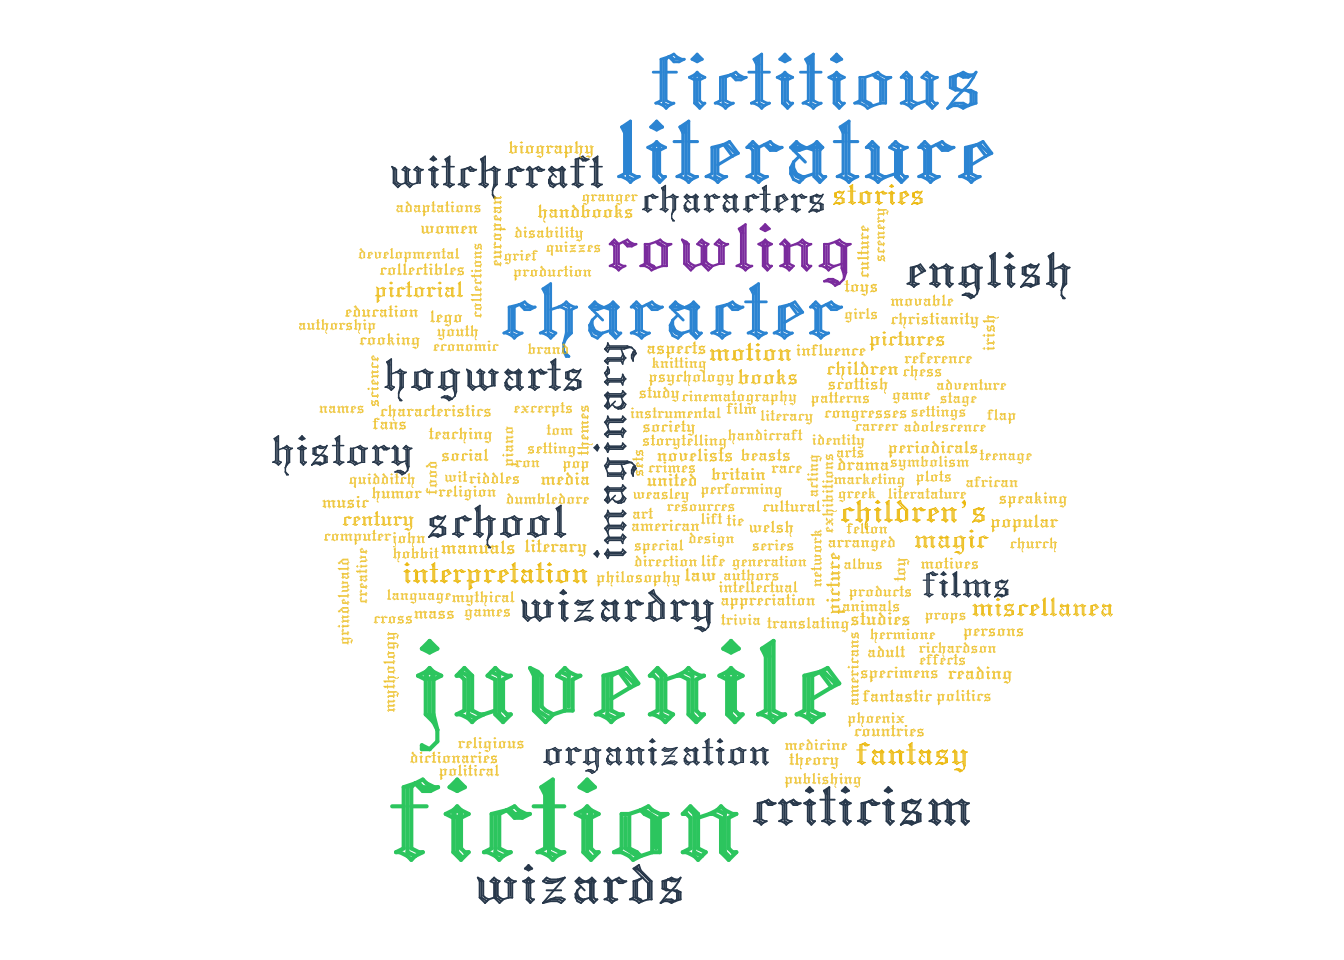 fictitious
literature
biography
witchcraft
characters
stories
granger
handbooks
adaptations
european
women
disability
rowling
culture
scenery
quizzes
grief
developmental
collectibles
collections
production
english
pictorial
character
toys
movable
education
lego
girls
christianity
irish
authorship
youth
cooking
economic
brand
imaginary
aspects
motion
influence
pictures
knitting
reference
science
hogwarts
psychology
books
children
chess
scottish
adventure
study
cinematography
patterns
game
stage
names
characteristics
excerpts
themes
instrumental
film
literacy
congresses
settings
flap
fans
society
career
adolescence
teaching
piano
tom
storytelling
handicraft
identity
periodicals
history
social
setting
sets
novelists
beasts
arts
teenage
food
ron
pop
crimes
britain
race
acting
drama
symbolism
quidditch
wit
riddles
media
united
exhibitions
marketing
plots
african
humor
religion
dumbledore
weasley
performing
greek
literatature
speaking
music
resources
cultural
children's
century
school
art
american
lift
tie
welsh
felton
popular
computer
john
special
design
series
network
arranged
magic
church
hobbit
manuals
literary
direction
life
generation
picture
albus
toy
motives
grindelwald
creative
interpretation
philosophy
law
authors
intellectual
films
language
mythical
wizardry
appreciation
products
animals
miscellanea
cross
mass
games
trivia
translating
studies
props
mythology
americans
hermione
persons
juvenile
adult
richardson
effects
specimens
reading
fantastic
politics
phoenix
countries
religious
organization
medicine
fantasy
dictionaries
theory
political
publishing
fiction
criticism
wizards